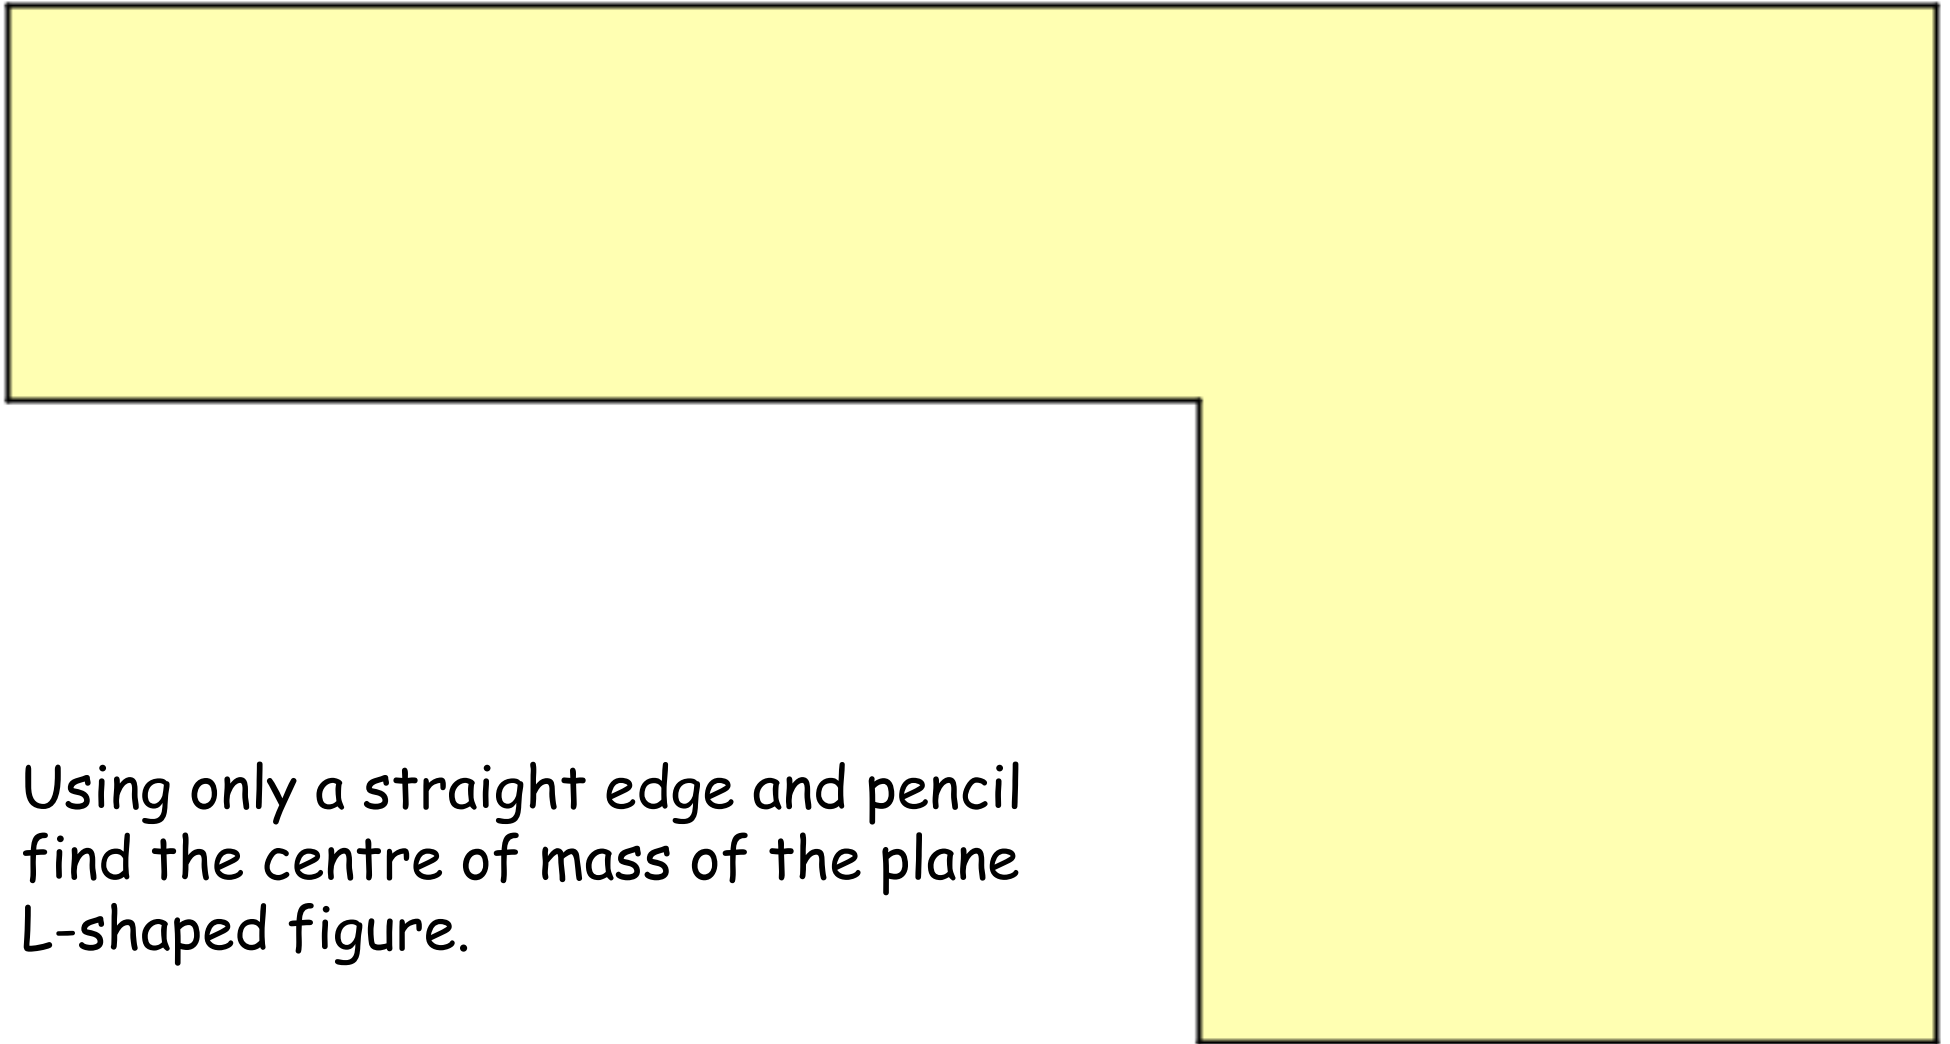 Using only a straight edge and pencil
find the centre of mass of the plane
L-shaped figure.